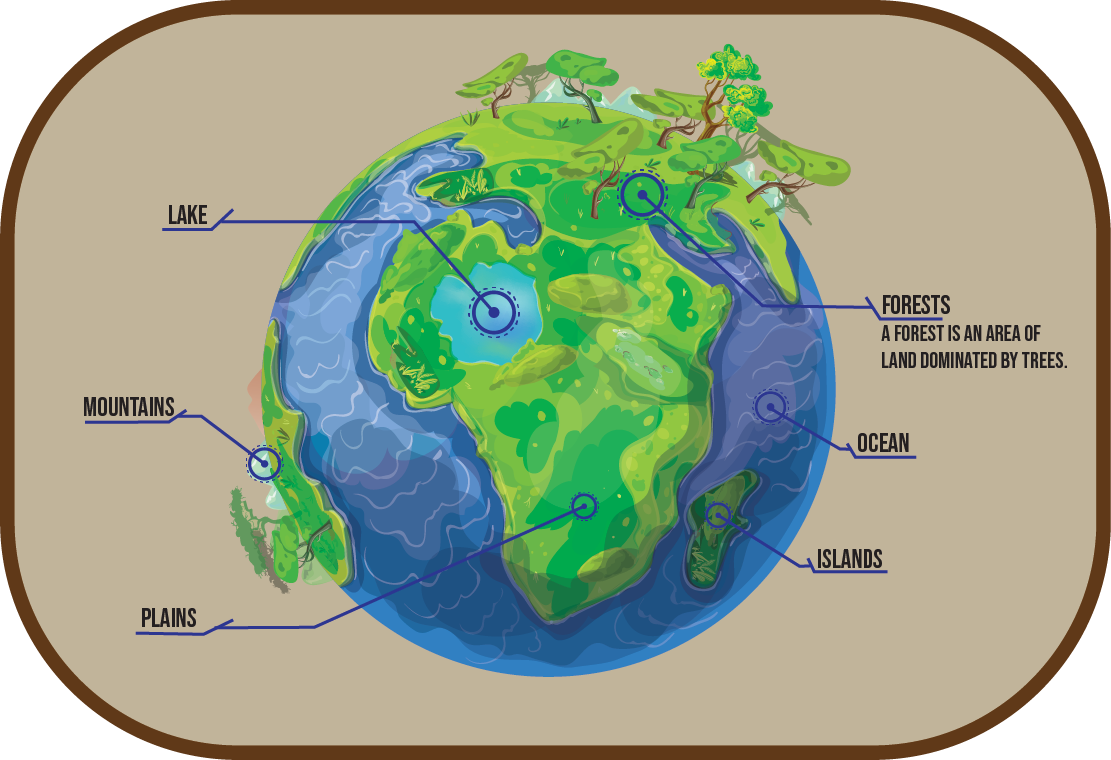 LAKE
FORESTS
A FOREST IS AN AREA OF
LAND DOMINATED BY TREES.
MOUNTAINS
OCEAN
ISLANDS
PLAINS